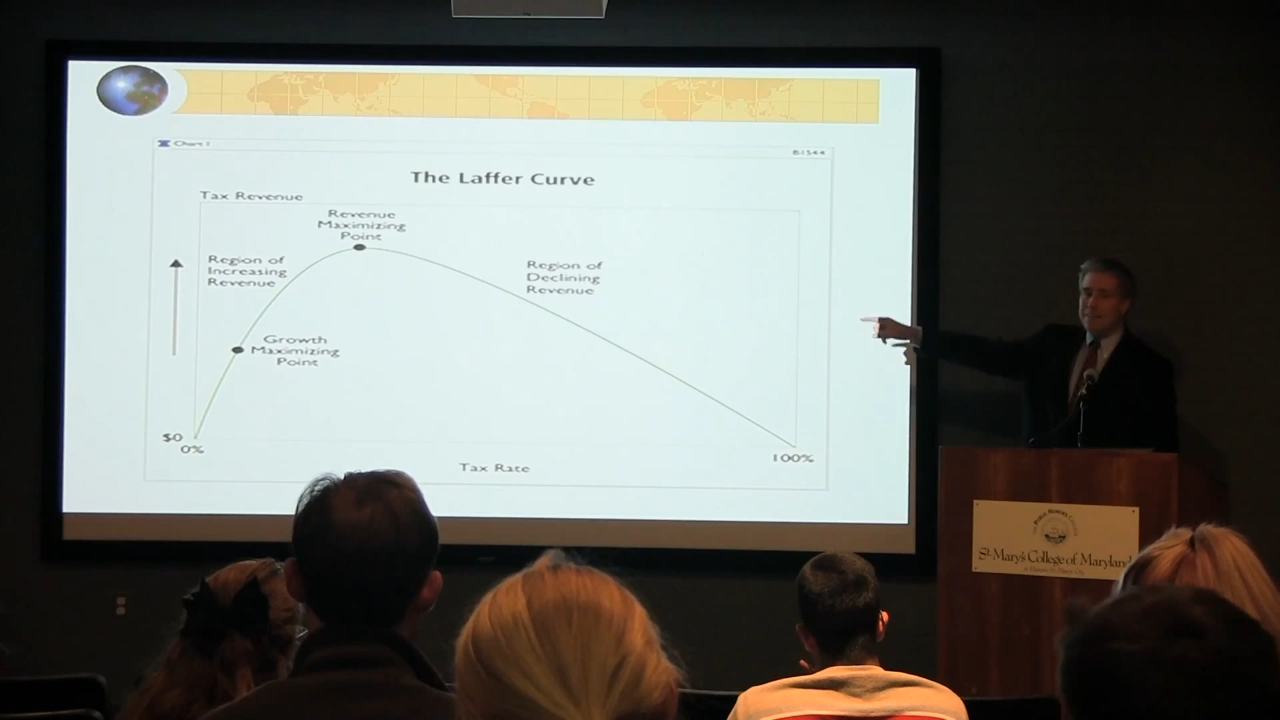 Chart 1
B1544
The Laffer Curve
Tax Revenue
Revenue
Maximizing
Point
Region of
Increasing
Revenue
Region of
Declining
Revenue
Growth
Maximizing
Point
$0
0%
100%
Tax Rate
St. Mary's College of Maryland